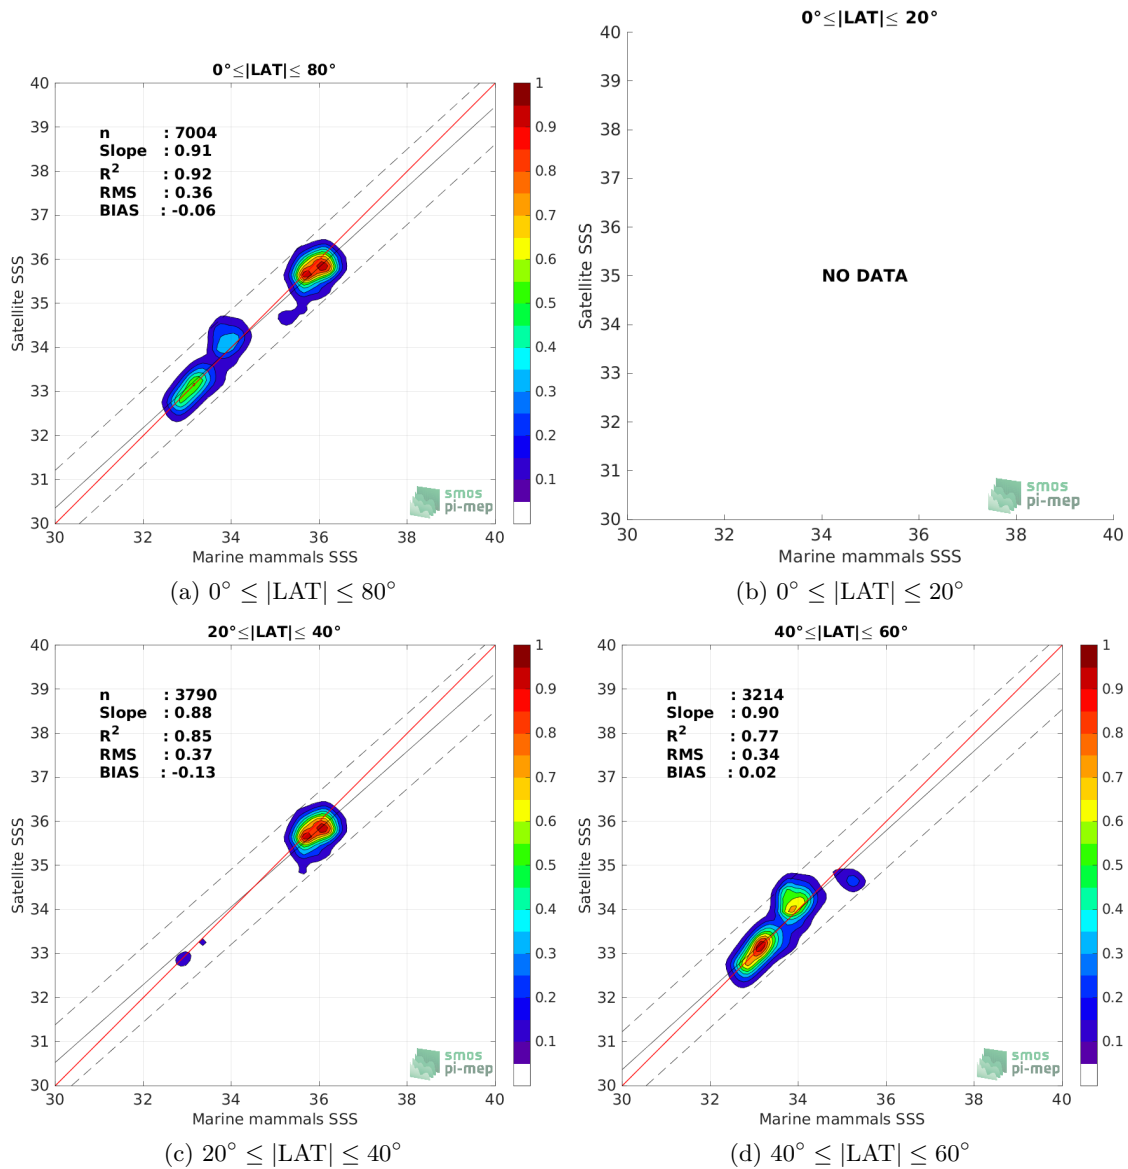 0°≤|LAT|≤ 80°
40
39
38
37
36
35
34
33
32
31
30
Satellite SSS
n : 7004
Slope : 0.91
R² : 0.92
RMS : 0.36
BIAS : -0.06
smos
pi-mep
30 32 34 36 38 40
Marine mammals SSS
1
0.9
0.8
0.7
0.6
0.5
0.4
0.3
0.2
0.1
(a) 0° ≤ |LAT| ≤ 80°
0°≤|LAT|≤ 20°
40
39
38
37
36
35
34
33
32
31
30
Satellite SSS
NO DATA
smos
pi-mep
30 32 34 36 38 40
Marine mammals SSS
(b) 0° ≤ |LAT| ≤ 20°
20°≤|LAT|≤ 40°
40
39
38
37
36
35
34
33
32
31
30
Satellite SSS
n : 3790
Slope : 0.88
R² : 0.85
RMS : 0.37
BIAS : -0.13
smos
pi-mep
30 32 34 36 38 40
Marine mammals SSS
1
0.9
0.8
0.7
0.6
0.5
0.4
0.3
0.2
0.1
(c) 20° ≤ |LAT| ≤ 40°
40°≤|LAT|≤ 60°
40
39
38
37
36
35
34
33
32
31
30
Satellite SSS
n : 3214
Slope : 0.90
R² : 0.77
RMS : 0.34
BIAS : 0.02
smos
pi-mep
30 32 34 36 38 40
Marine mammals SSS
1
0.9
0.8
0.7
0.6
0.5
0.4
0.3
0.2
0.1
(d) 40° ≤ |LAT| ≤ 60°